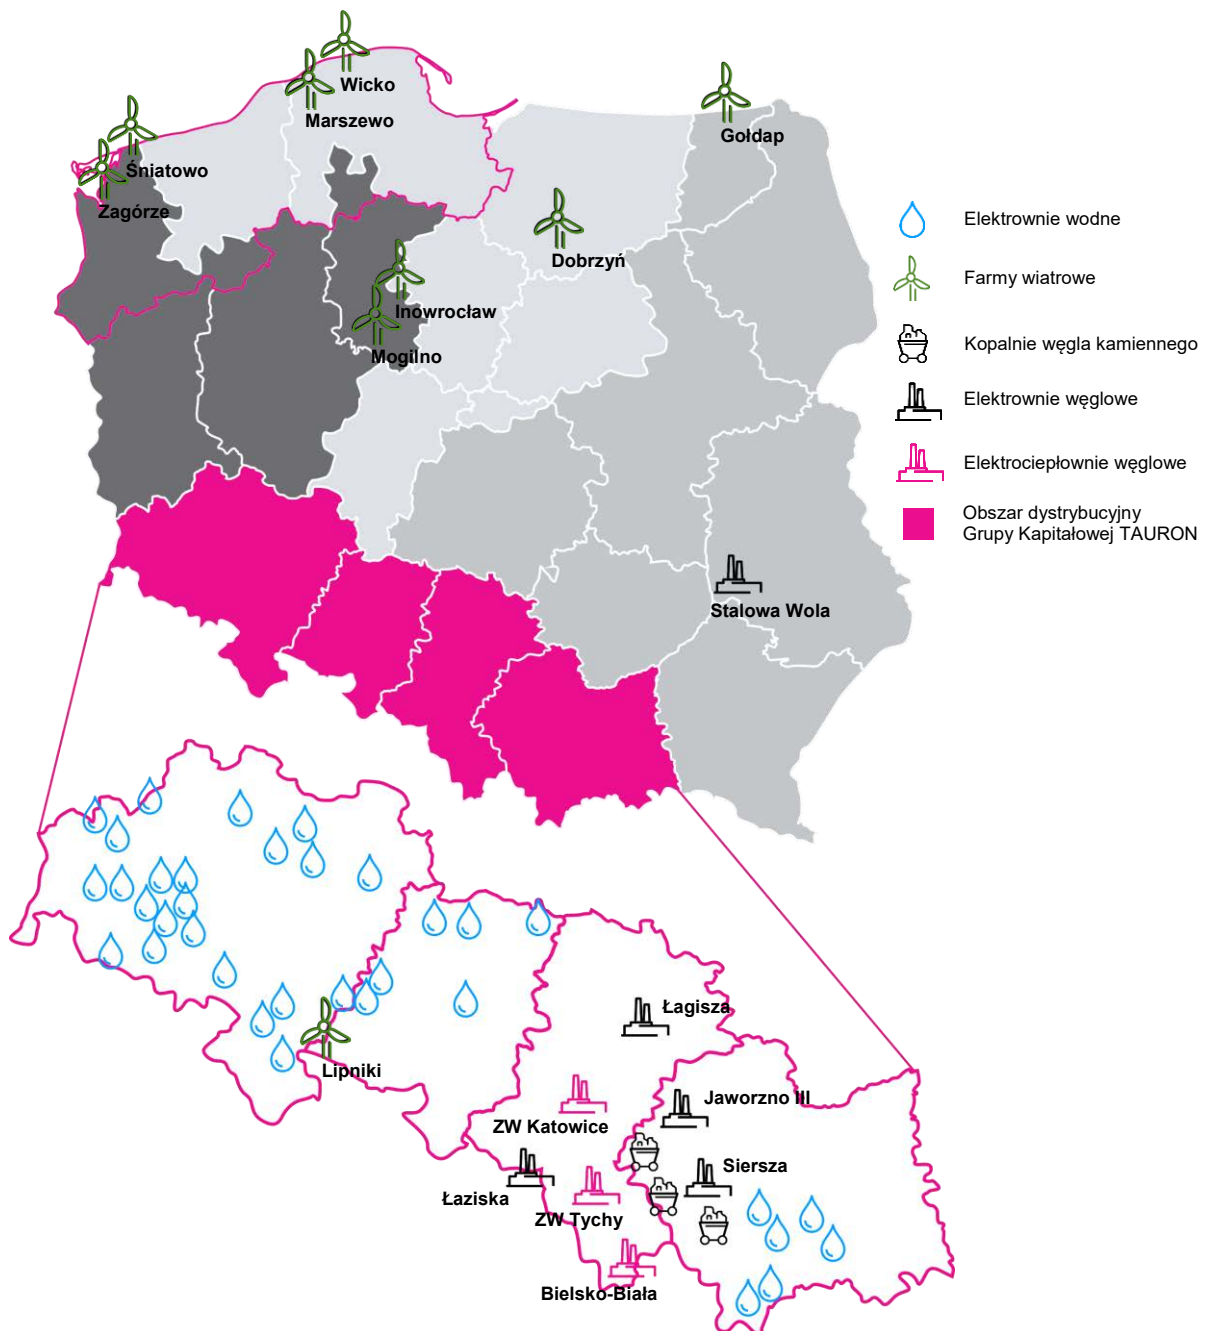 Wicko
Marszewo
Gołdap
Śniatowo
Zagórze
Dobrzyń
Inowrocław
Mogilno
Elektrownie wodne
Farmy wiatrowe
Kopalnie węgla kamiennego
Elektrownie węglowe
Elektrociepłownie węglowe
Obszar dystrybucyjny
Grupy Kapitałowej TAURON
Stalowa Wola
Łagisza
Lipniki
Jaworzno III
ZW Katowice
Siersza
Łaziska
ZW Tychy
Bielsko-Biała